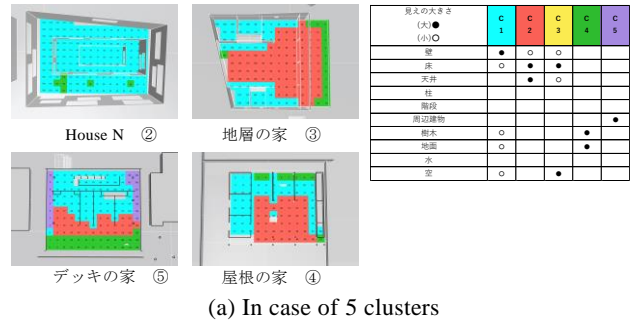 House N ②
地層の家 ③
デッキの家 ⑤
屋根の家 ④
見えの大きさ
(大)●
(小)○
C1 C2 C3 C4 C5
壁 ● ○ ○
床 ○ ● ●
天井 ● ○
柱
階段
周辺建物 ●
樹木 ○ ●
地面 ○ ●
水
空 ○ ●
(a) In case of 5 clusters